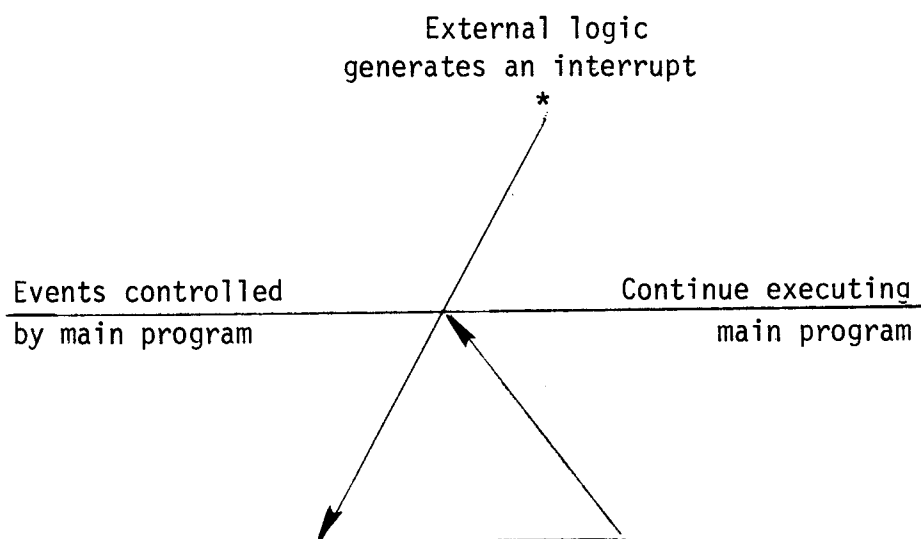 External logic
generates an interrupt
*
Events controlled
by main program
Continue executing
main program